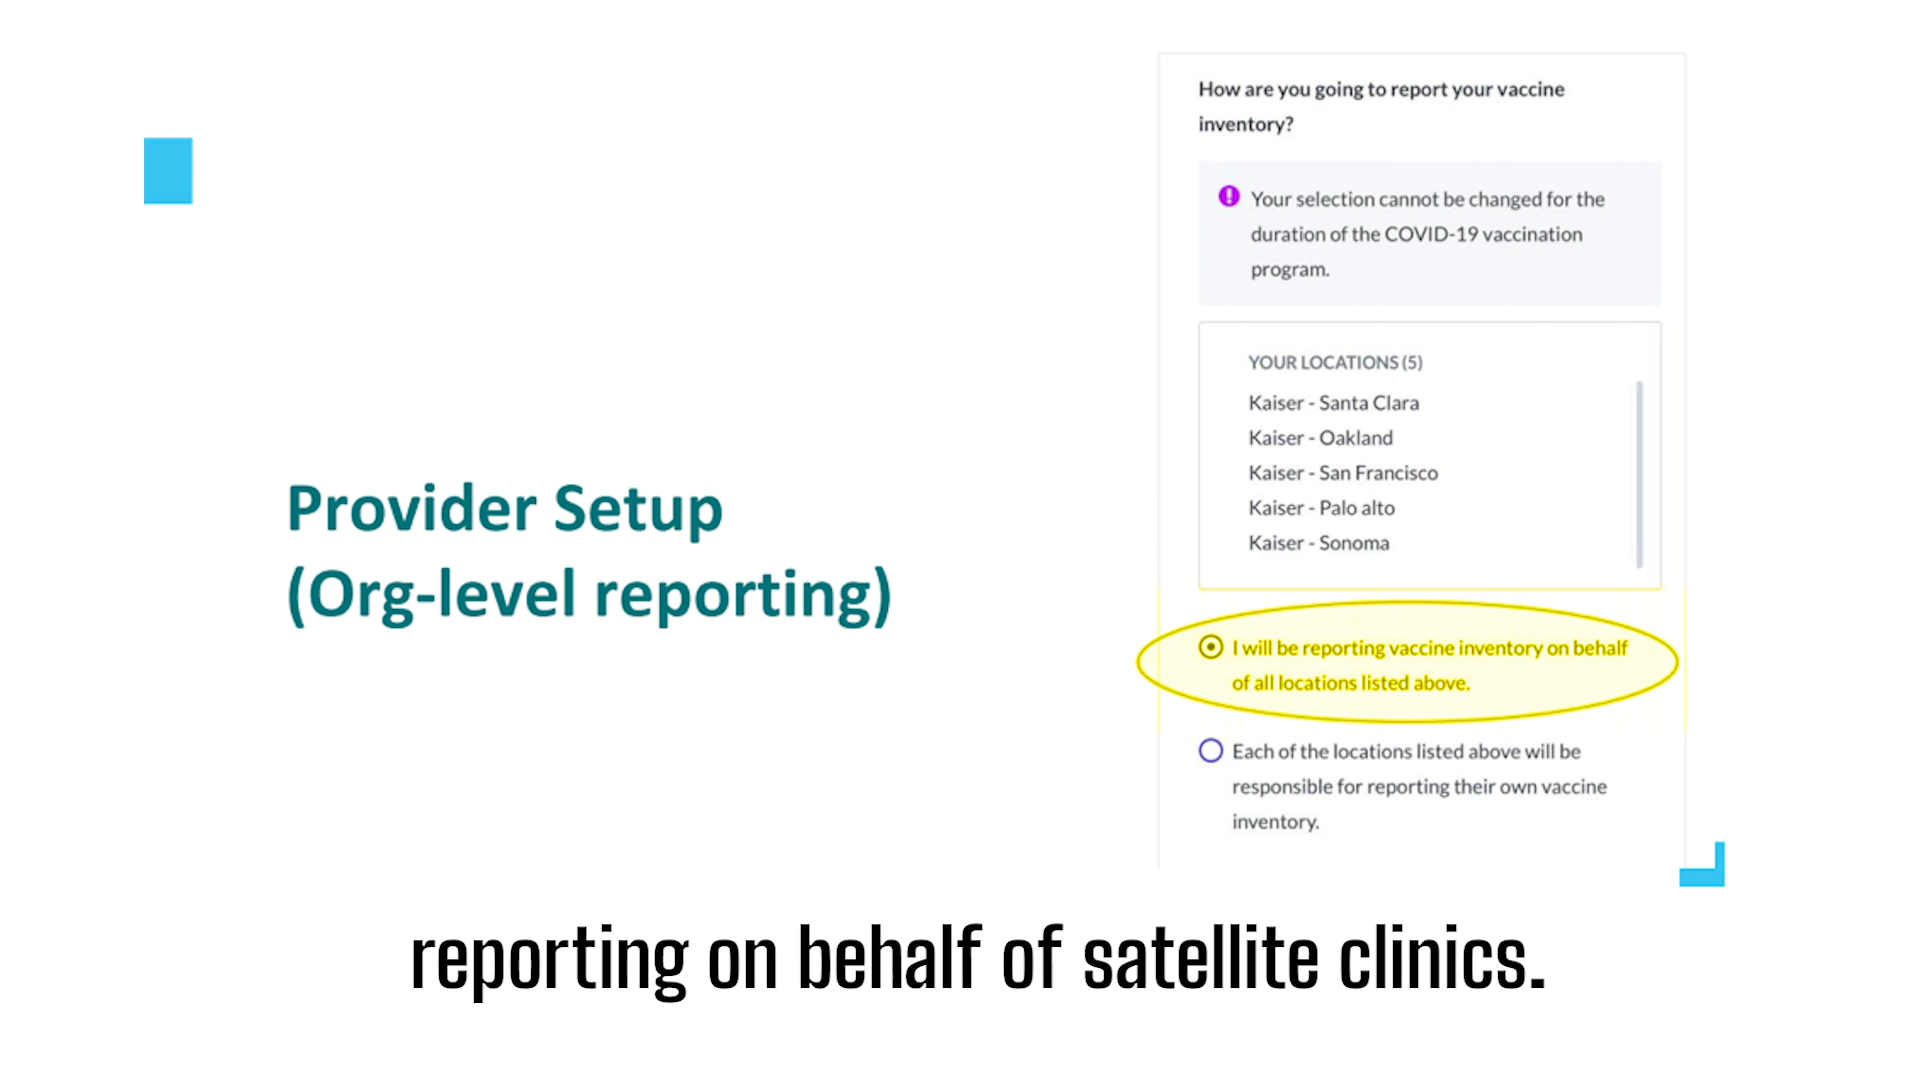 How are you going to report your vaccine
inventory?
Your selection cannot be changed for the
duration of the COVID-19 vaccination
program.
YOUR LOCATIONS (5)
Kaiser - Santa Clara
Kaiser - Oakland
Kaiser - San Francisco
Kaiser - Palo alto
Kaiser - Sonoma
Provider Setup
(Org-level reporting)
I will be reporting vaccine inventory on behalf
of all locations listed above.
Each of the locations listed above will be
responsible for reporting their own vaccine
inventory.
reporting on behalf of satellite clinics.